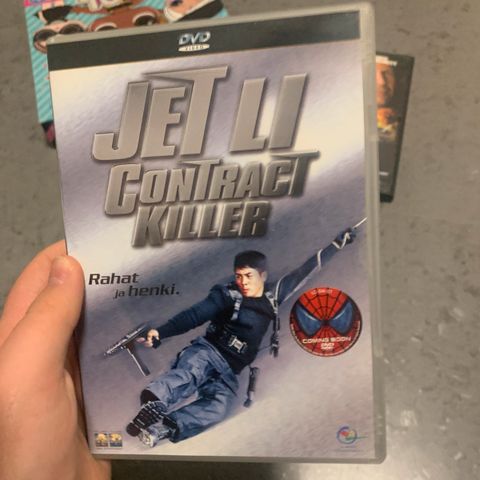 DVD
VIDEO
JET LI
CONTRACT
KILLER
Rahat
ja henki.
COMING SOON